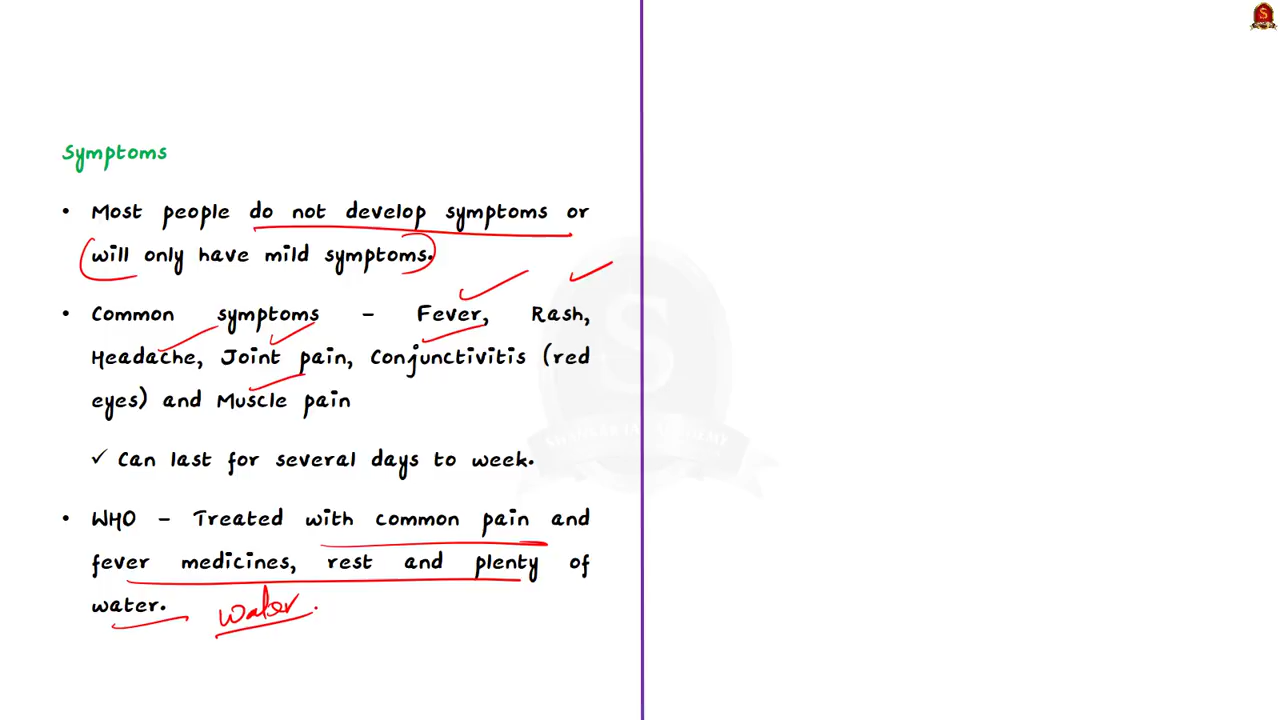 Symptoms
• Most people do not develop symptoms or
will only have mild symptoms.
• Common symptoms - Fever, Rash,
Headache, Joint pain, Conjunctivitis (red
eyes) and Muscle pain
✓ Can last for several days to week.
• WHO - Treated with common pain and
fever medicines, rest and plenty of
water. water.